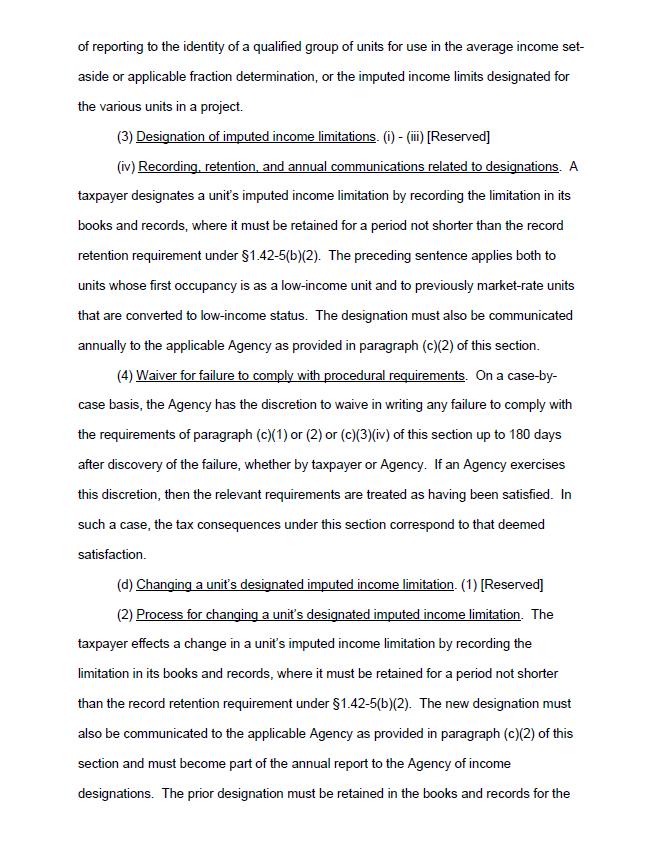 of reporting to the identity of a qualified group of units for use in the average income set-
aside or applicable fraction determination, or the imputed income limits designated for
the various units in a project.
(3) Designation of imputed income limitations. (i) - (iii) [Reserved]
(iv) Recording, retention, and annual communications related to designations.  A
taxpayer designates a unit’s imputed income limitation by recording the limitation in its
books and records, where it must be retained for a period not shorter than the record
retention requirement under §1.42-5(b)(2).  The preceding sentence applies both to
units whose first occupancy is as a low-income unit and to previously market-rate units
that are converted to low-income status.  The designation must also be communicated
annually to the applicable Agency as provided in paragraph (c)(2) of this section.
(4) Waiver for failure to comply with procedural requirements.  On a case-by-
case basis, the Agency has the discretion to waive in writing any failure to comply with
the requirements of paragraph (c)(1) or (2) or (c)(3)(iv) of this section up to 180 days
after discovery of the failure, whether by taxpayer or Agency.  If an Agency exercises
this discretion, then the relevant requirements are treated as having been satisfied.  In
such a case, the tax consequences under this section correspond to that deemed
satisfaction.
(d) Changing a unit’s designated imputed income limitation. (1) [Reserved]
(2) Process for changing a unit’s designated imputed income limitation.  The
taxpayer effects a change in a unit’s imputed income limitation by recording the
limitation in its books and records, where it must be retained for a period not shorter
than the record retention requirement under §1.42-5(b)(2).  The new designation must
also be communicated to the applicable Agency as provided in paragraph (c)(2) of this
section and must become part of the annual report to the Agency of income
designations.  The prior designation must be retained in the books and records for the